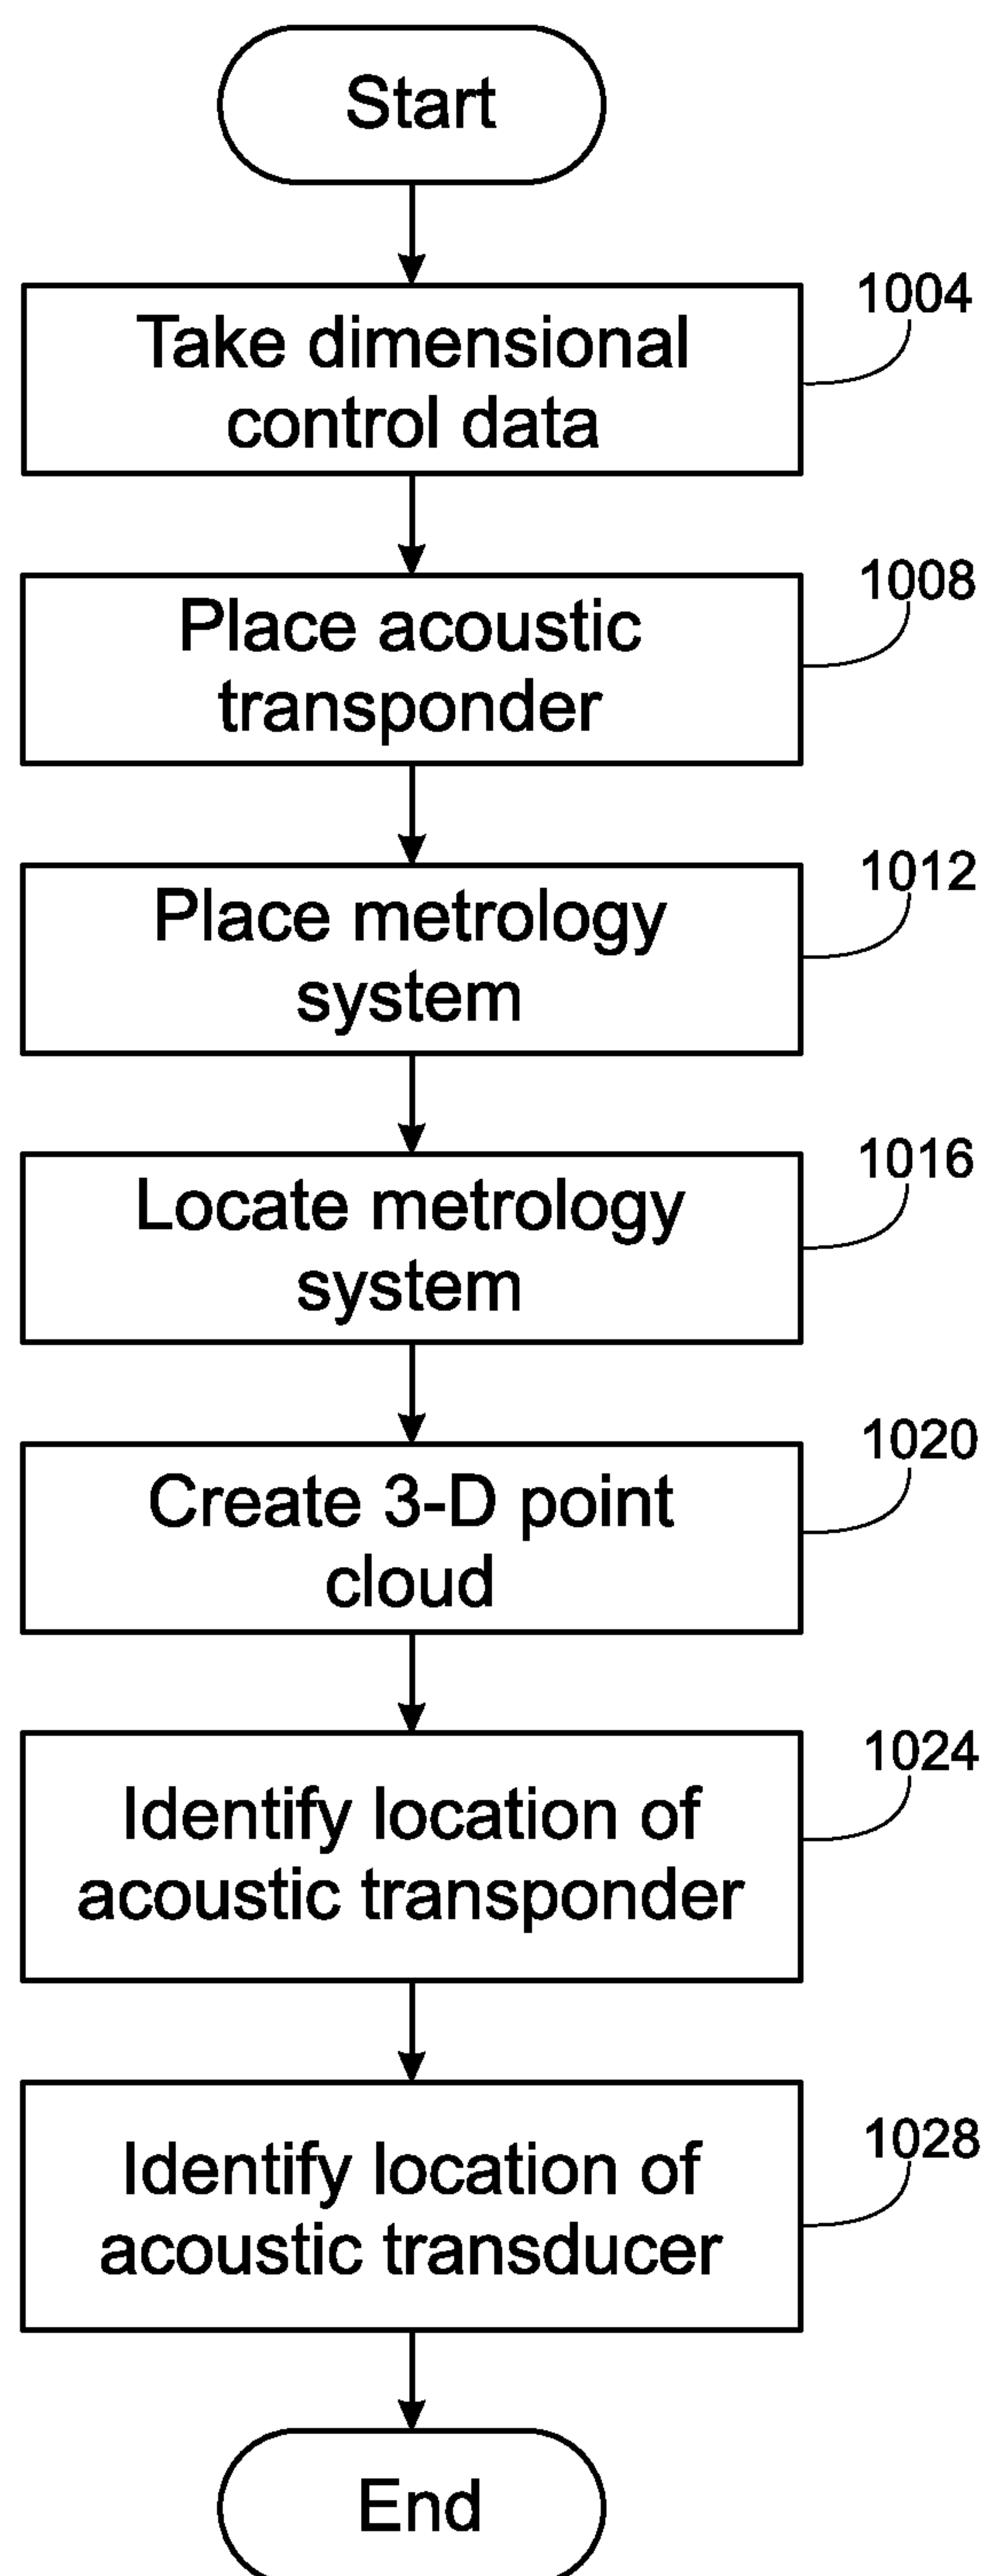 Start
1004
Take dimensional
control data
1008
Place acoustic
transponder
1012
Place metrology
system
1016
Locate metrology
system
1020
Create 3-D point
cloud
1024
Identify location of
acoustic transponder
1028
Identify location of
acoustic transducer
End